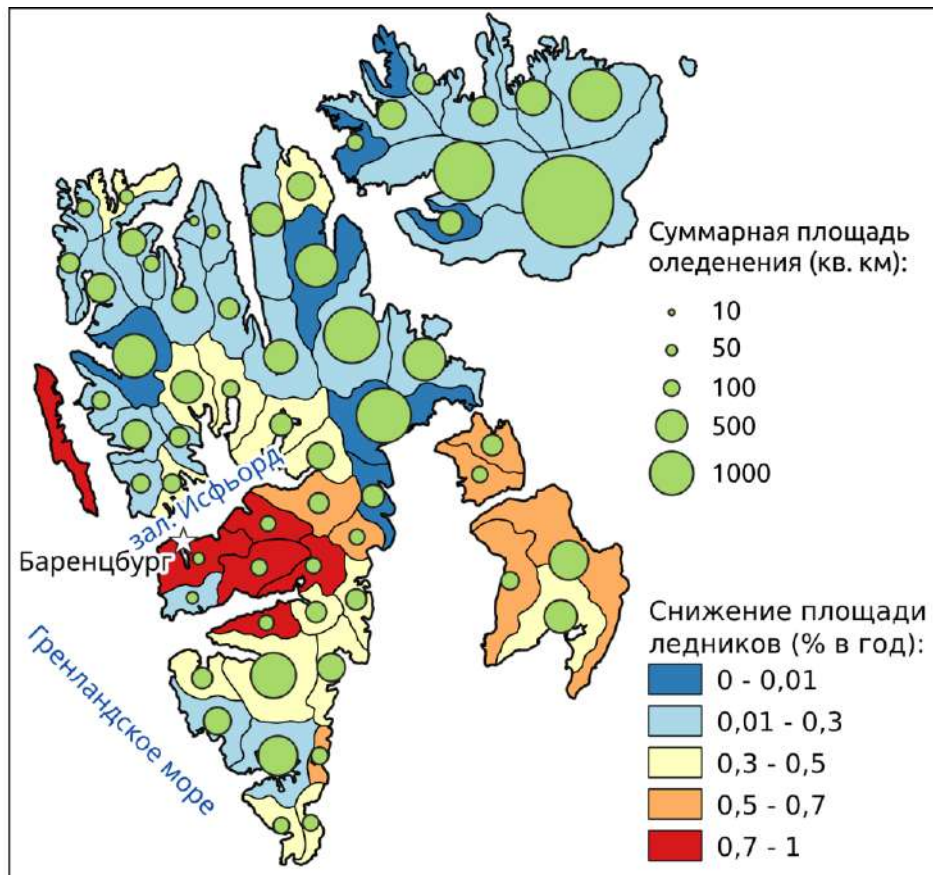 Суммарная площадь
оледенения (кв. км):
10
50
100
500
1000
зал. Исфьорд
Баренцбург
Гренландское море
Снижение площади
ледников (% в год):
0 - 0,01
0,01 - 0,3
0,3 - 0,5
0,5 - 0,7
0,7 - 1